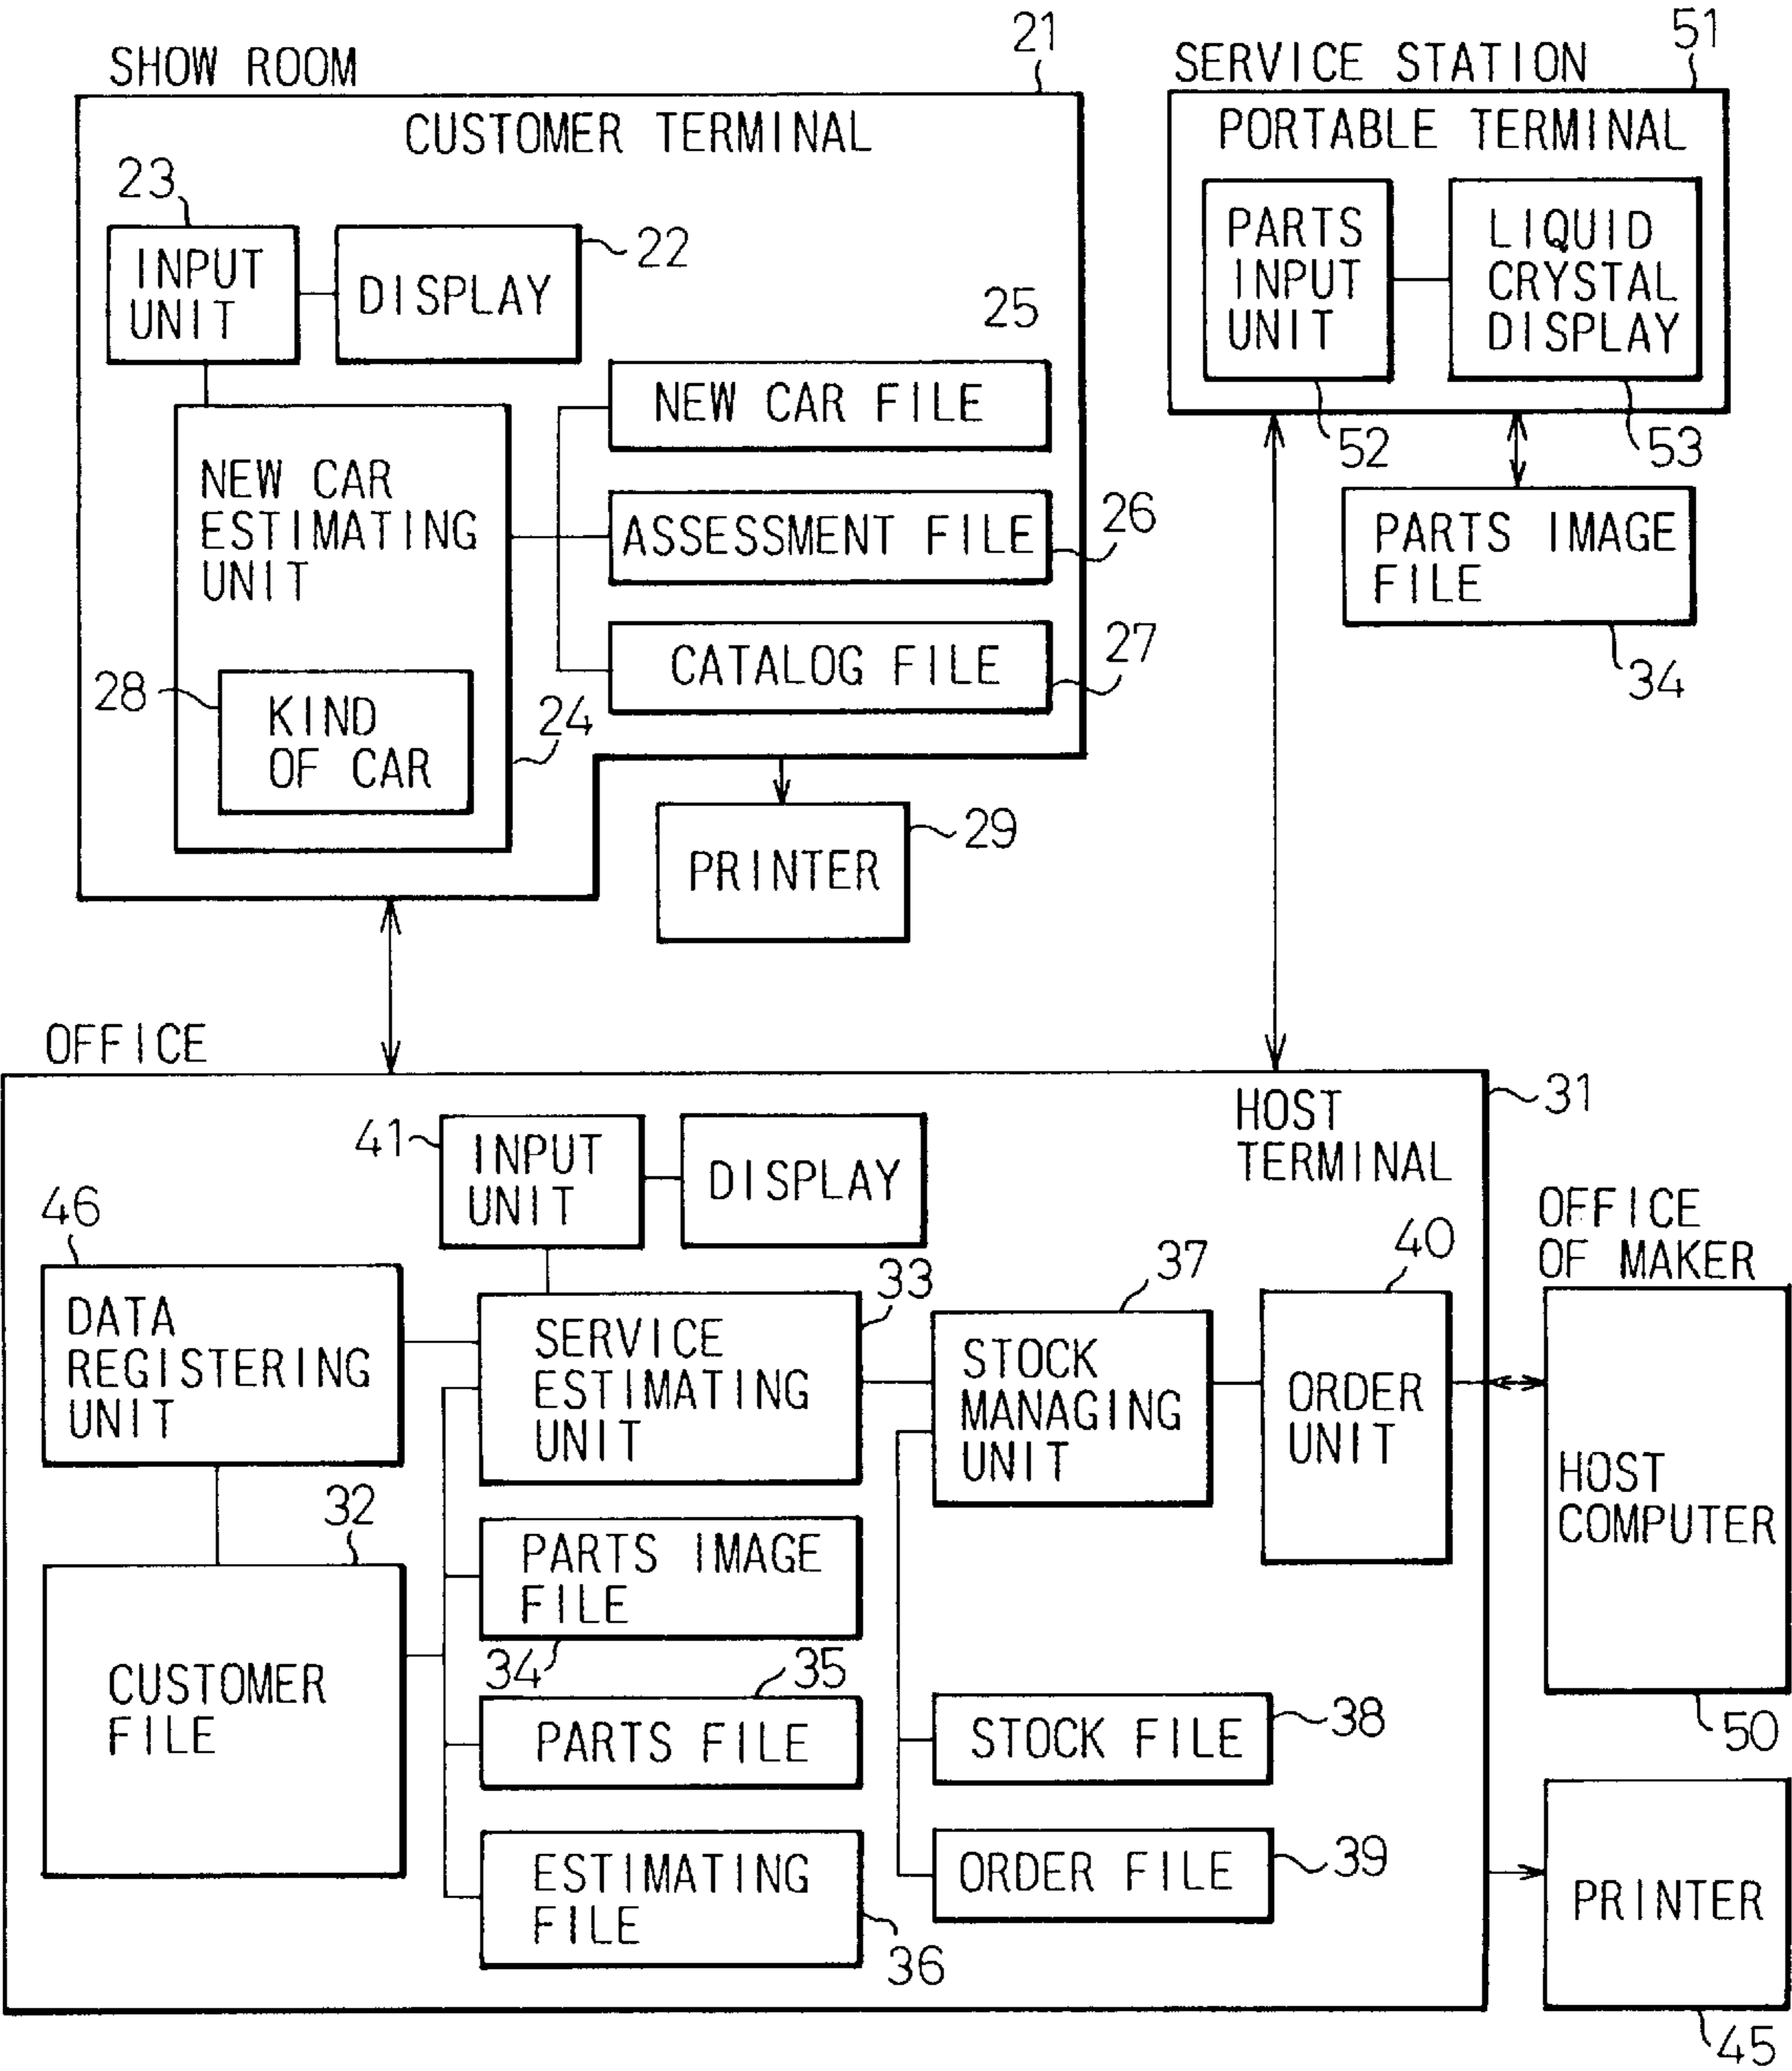 21
SHOW ROOM
CUSTOMER TERMINAL
23
INPUT
UNIT
22
DISPLAY
25
NEW CAR FILE
NEW CAR
ESTIMATING
UNIT
ASSESSMENT FILE
26
CATALOG FILE
27
28
KIND
OF CAR
24
29
PRINTER
51
SERVICE STATION
PORTABLE TERMINAL
PARTS
INPUT
UNIT
LIQUID
CRYSTAL
DISPLAY
52
53
PARTS IMAGE
FILE
34
OFFICE
HOST
TERMINAL
31
41
INPUT
UNIT
DISPLAY
46
DATA
REGISTERING
UNIT
33
SERVICE
ESTIMATING
UNIT
37
STOCK
MANAGING
UNIT
40
ORDER
UNIT
OFFICE
OF MAKER
HOST
COMPUTER
50
32
CUSTOMER
FILE
PARTS IMAGE
FILE
34
35
PARTS FILE
ESTIMATING
FILE
36
STOCK FILE
38
ORDER FILE
39
PRINTER
45